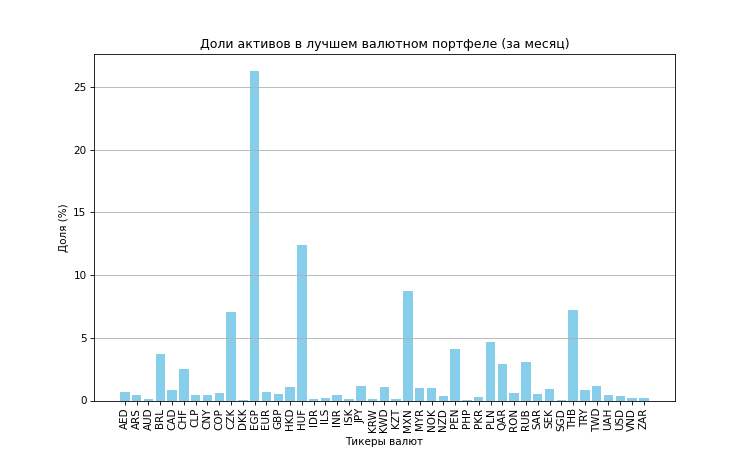 Доли активов в лучшем валютном портфеле (за месяц)
Доля (%)
25
20
15
10
5
0
AED ARS AUD BRL CAD CHF CLP CNY COP CZK DKK EGP EUR GBP HKD HUF IDR ILS INR ISK JPY KRW KWD KZT MXN MYR NOK NZD PEN PHP PKR PLN QAR RON RUB SAR SEK SGD THB TRY TWD UAH USD VND ZAR
Тикеры валют